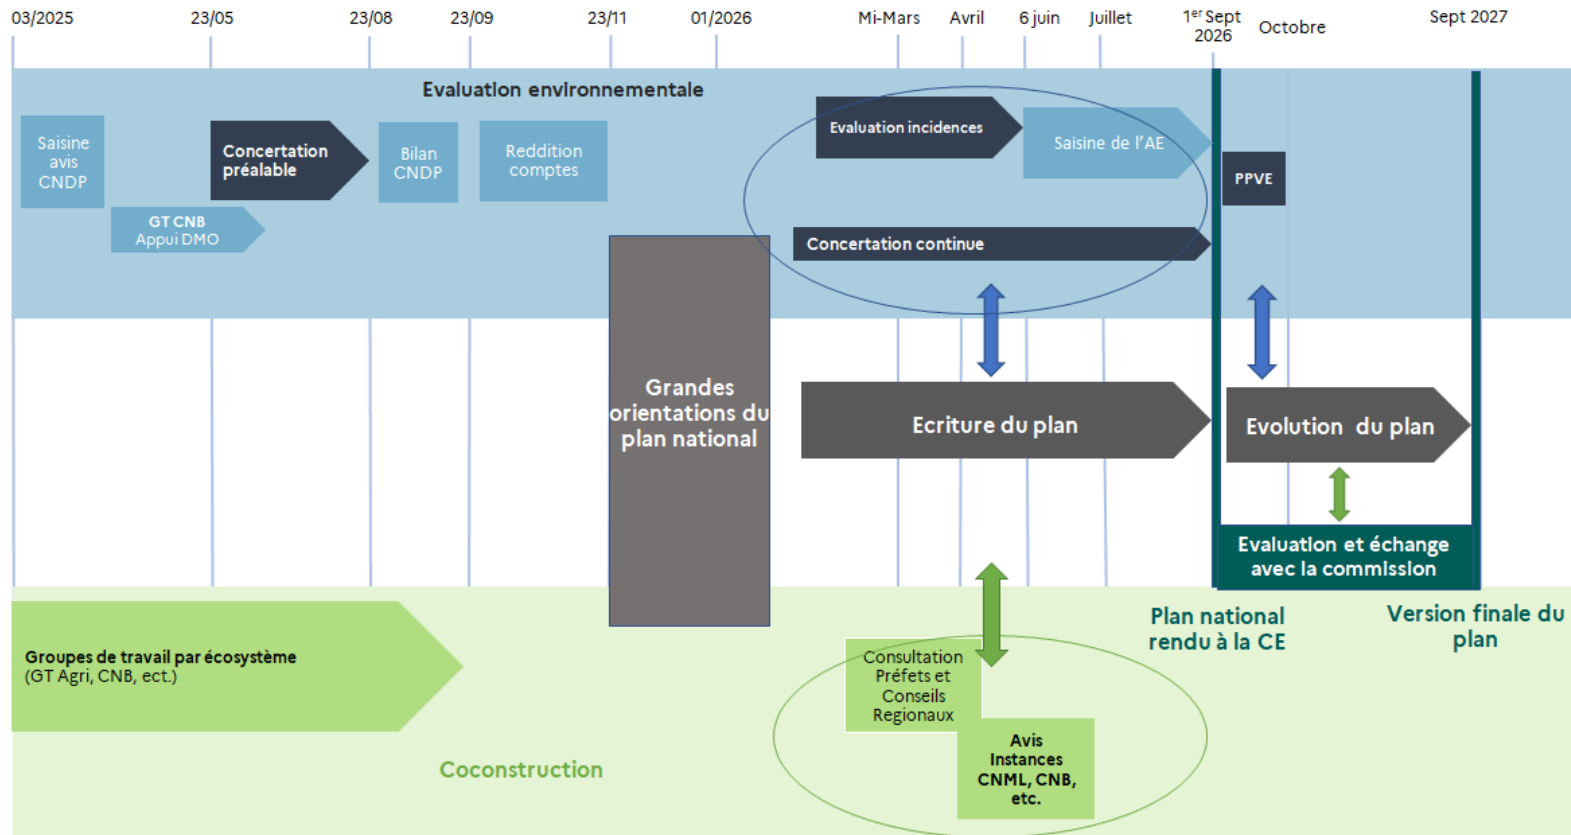 03/2025
23/05
23/08
23/09
23/11
01/2026
Mi-Mars
Avril
6 juin
Juillet
1er Sept
2026
Octobre
Sept 2027
Evaluation environnementale
Saisine
avis
CNDP
Concertation
préalable
Bilan
CNDP
Reddition
comptes
Evaluation incidences
Saisine de l'AE
PPVE
GT CNB
Appui DMO
Concertation continue
Grandes
orientations du
plan national
Ecriture du plan
Evolution du plan
Evaluation et échange
avec la commission
Plan national
rendu à la CE
Version finale du
plan
Groupes de travail par écosystème
(GT Agri, CNB, ect.)
Consultation
Préfets et
Conseils
Regionaux
Avis
Instances
CNML, CNB,
etc.
Coconstruction